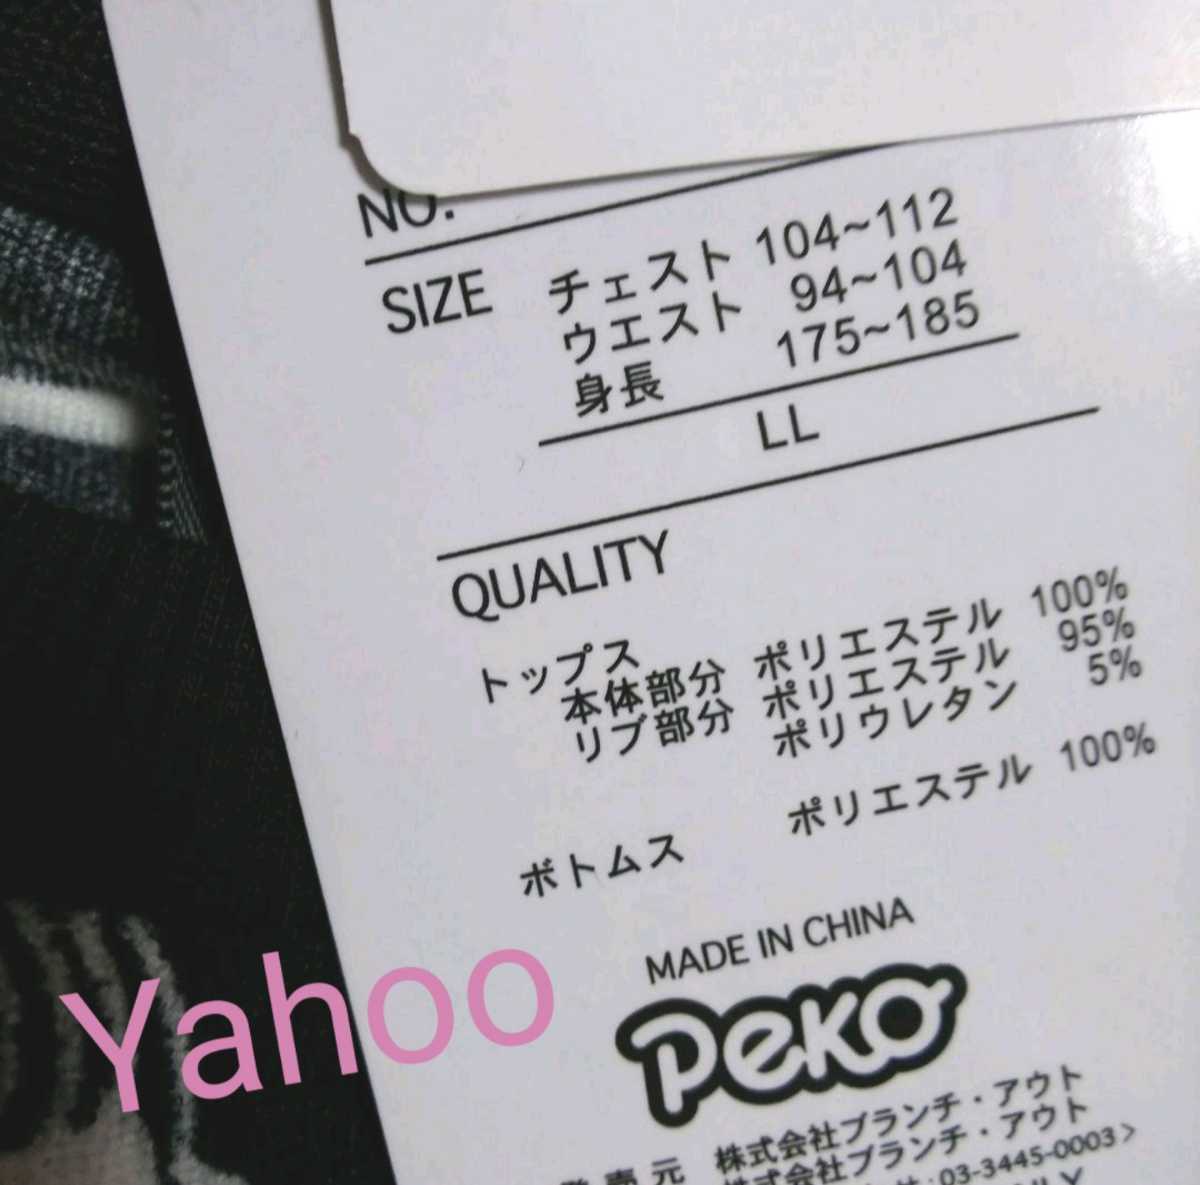 NO.
SIZE チェスト 104~112
ウエスト 94~104
身長 175~185
LL
QUALITY
トップス
本体部分 ポリエステル 100%
リブ部分 ポリエステル 95%
ポリウレタン 5%
ボトムス ポリエステル 100%
MADE IN CHINA
peko
売元 株式会社ブランチ・アウト
株式会社ブランチ・アウト
:03-3445-0003>
Yahoo